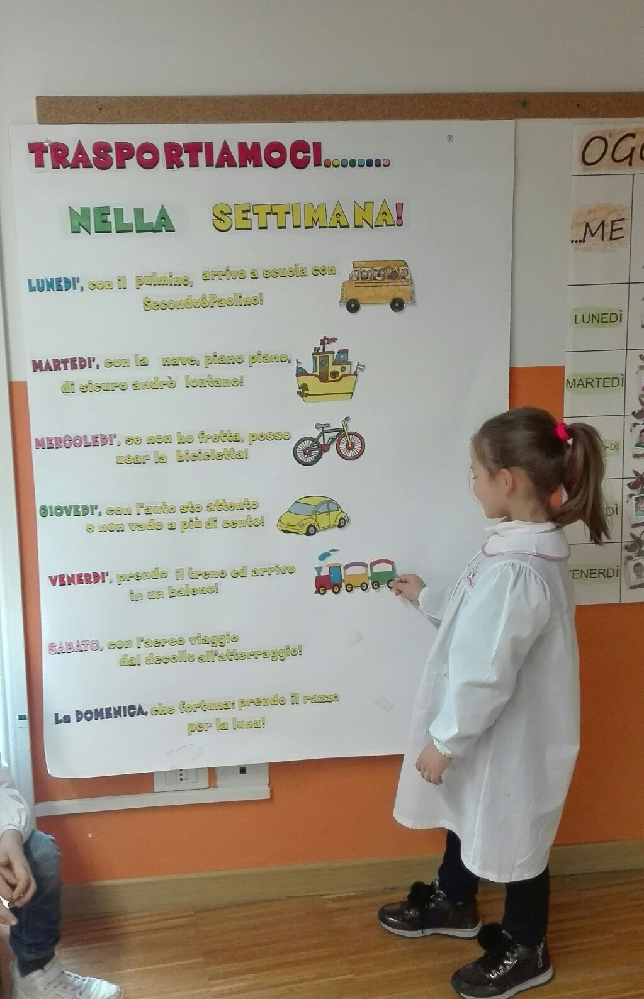 TRASPORTIAMOCI........
NELLA SETTIMANA!
LUNEDI', con il pulmino, arrivo a scuola con
Secondo&Paolino!
MARTEDI', con la nave, piano piano,
di sicuro andrò lontano!
MERCOLEDI', se non ho fretta, posso
usar la bicicletta!
GIOVEDI', con l'auto sto attento
e non vado a più di cento!
VENERDI', prendo il treno ed arrivo
in un baleno!
SABATO, con l'aereo viaggio
dal decollo all'atterraggio!
La DOMENICA, che fortuna: prendo il razzo
per la luna!
OGG
...ME
LUNEDÌ
MARTEDÌ
EDÌ
DÌ
VENERDÌ